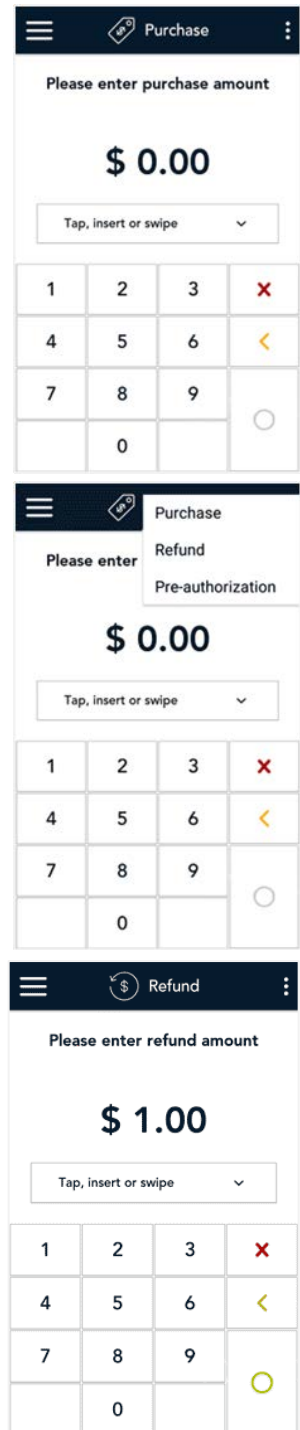 Purchase
Please enter purchase amount
$ 0.00
Tap, insert or swipe
1 2 3
4 5 6
7 8 9
0
Purchase
Refund
Pre-authorization
Please enter
$ 0.00
Tap, insert or swipe
1 2 3
4 5 6
7 8 9
0
$ Refund
Please enter refund amount
$ 1.00
Tap, insert or swipe
1 2 3
4 5 6
7 8 9
0